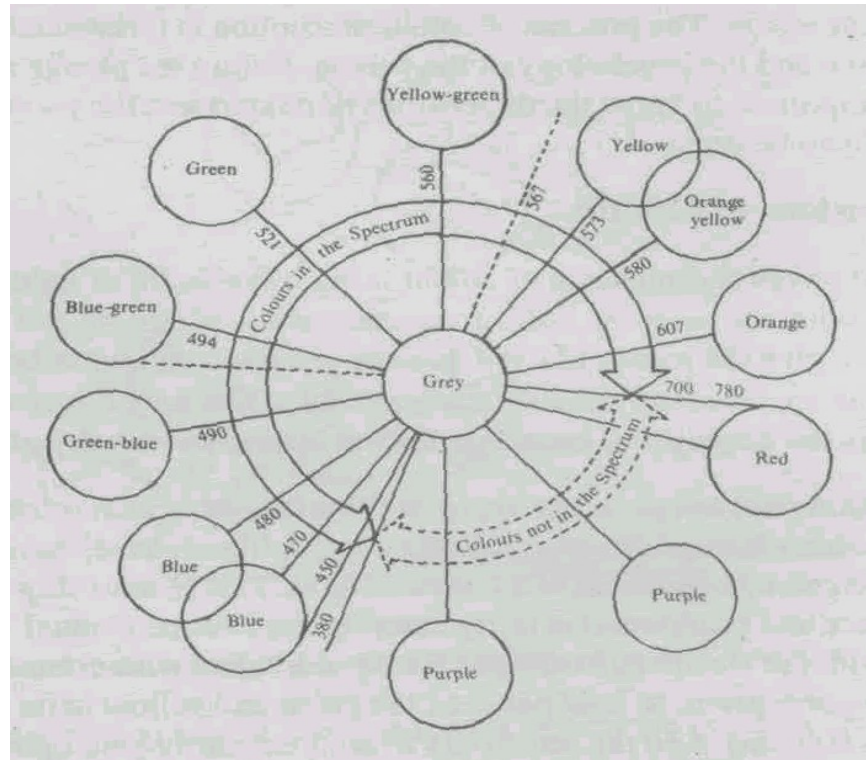 Yellow-green
Green
Yellow
Orange
yellow
Blue-green
Orange
Grey
Green-blue
Red
Blue
Blue
Purple
Purple
560
567
573
580
607
700
780
521
494
490
480
470
450
380
Colours in the Spectrum
Colours not in the Spectrum